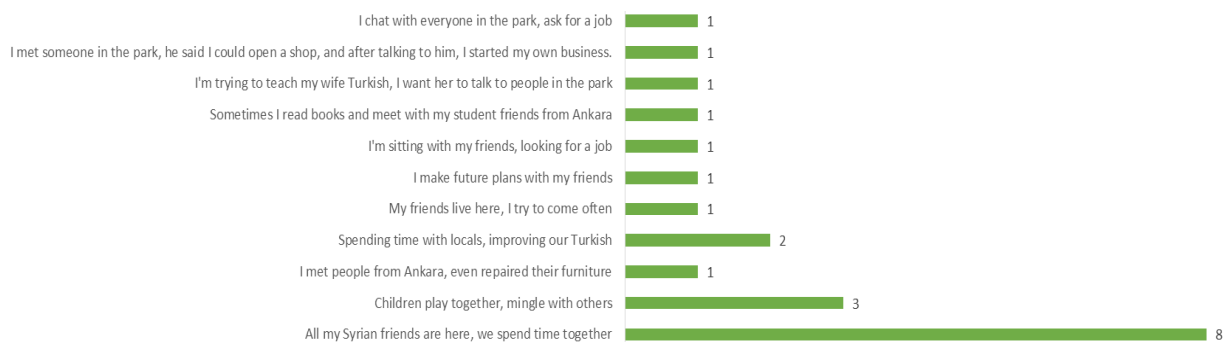 I chat with everyone in the park, ask for a job 1
I met someone in the park, he said I could open a shop, and after talking to him, I started my own business. 1
I'm trying to teach my wife Turkish, I want her to talk to people in the park 1
Sometimes I read books and meet with my student friends from Ankara 1
I'm sitting with my friends, looking for a job 1
I make future plans with my friends 1
My friends live here, I try to come often 1
Spending time with locals, improving our Turkish 2
I met people from Ankara, even repaired their furniture 1
Children play together, mingle with others 3
All my Syrian friends are here, we spend time together 8